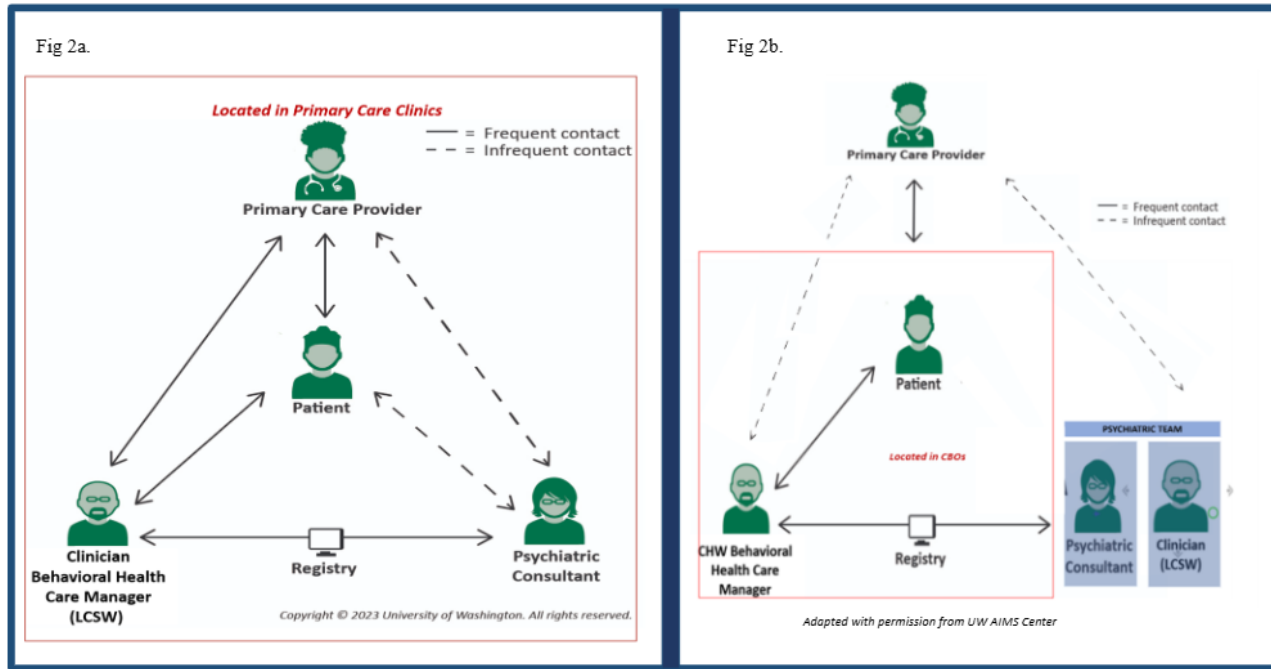 Fig 2a.
Located in Primary Care Clinics
= Frequent contact
= Infrequent contact
Primary Care Provider
Patient
Clinician
Behavioral Health
Care Manager
(LCSW)
Registry
Psychiatric
Consultant
Copyright © 2023 University of Washington. All rights reserved.
Fig 2b.
Primary Care Provider
= Frequent contact
= Infrequent contact
Patient
PSYCHIATRIC TEAM
Located in CBOs
CHW Behavioral
Health Care
Manager
Registry
Psychiatric
Consultant
Clinician
(LCSW)
Adapted with permission from UW AIMS Center